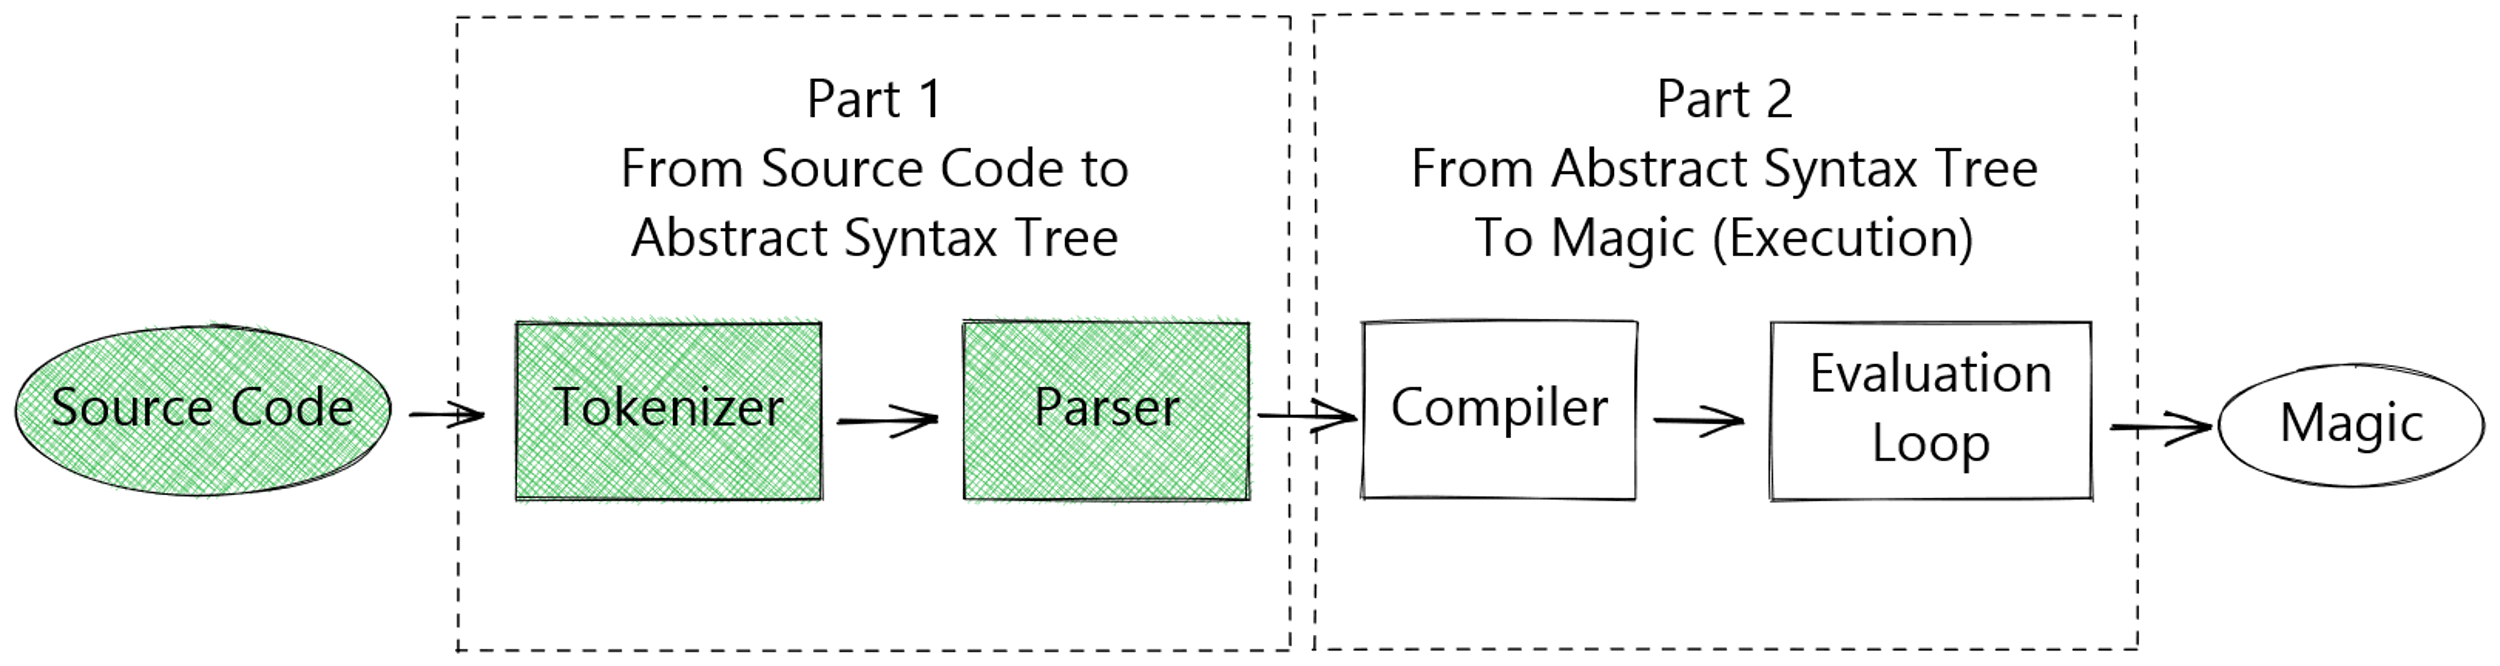 Part 1
From Source Code to
Abstract Syntax Tree
Part 2
From Abstract Syntax Tree
To Magic (Execution)
Source Code
Tokenizer
Parser
Compiler
Evaluation
Loop
Magic